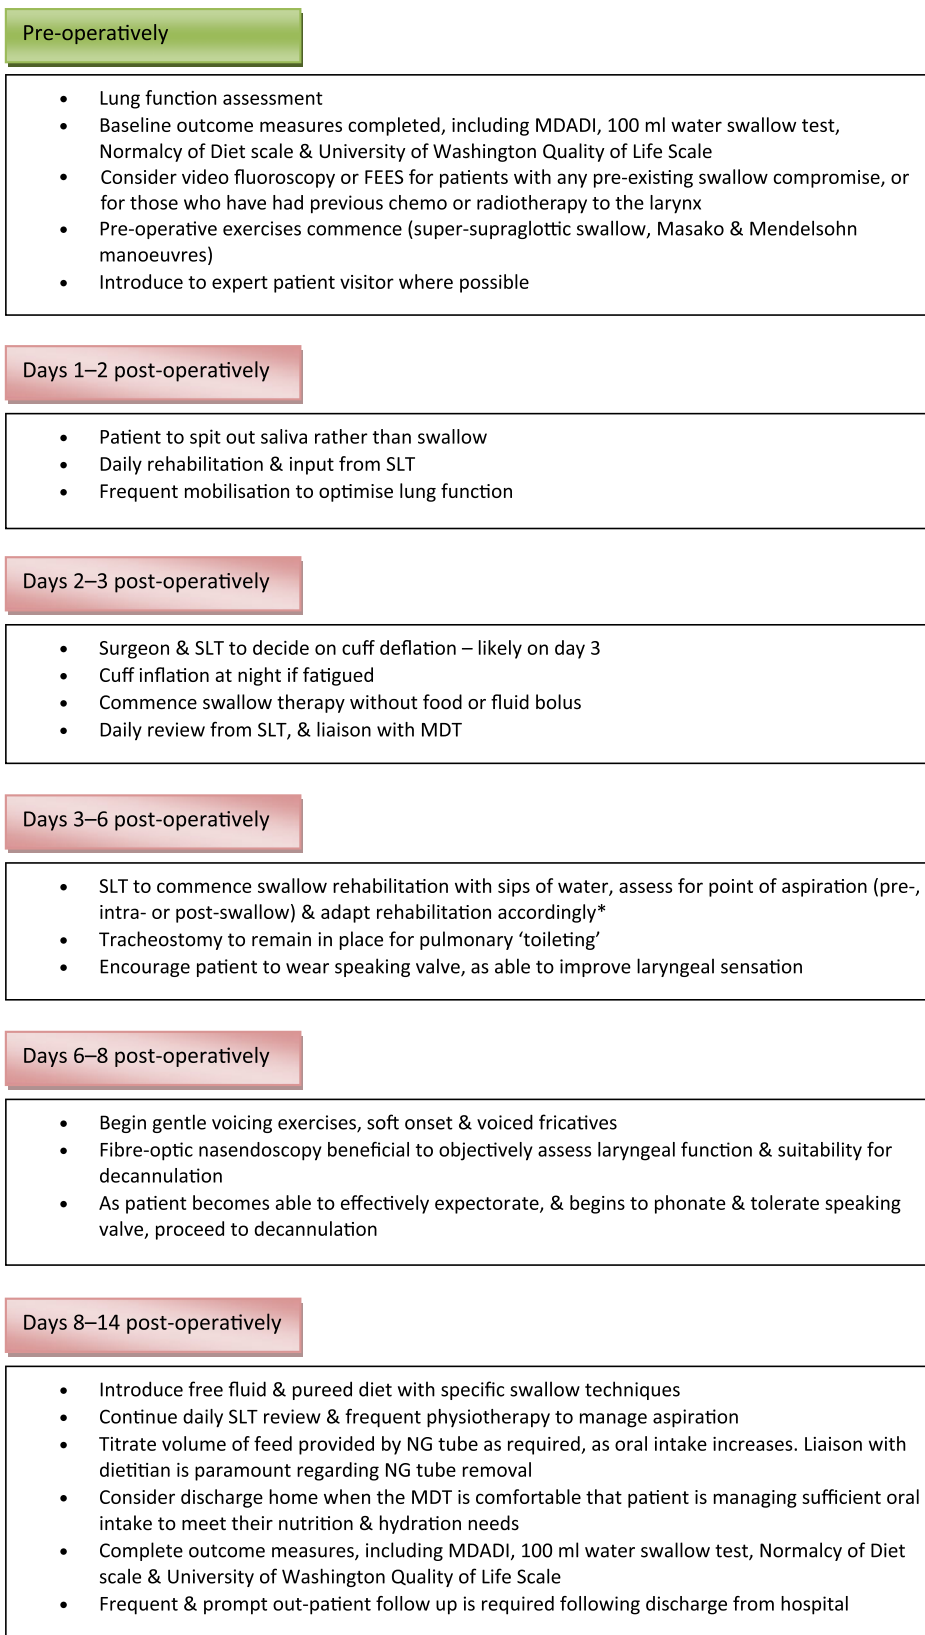 Pre-operatively
• Lung function assessment
• Baseline outcome measures completed, including MDADI, 100 ml water swallow test,
Normalcy of Diet scale & University of Washington Quality of Life Scale
• Consider video fluoroscopy or FEES for patients with any pre-existing swallow compromise, or
for those who have had previous chemo or radiotherapy to the larynx
• Pre-operative exercises commence (super-supraglottic swallow, Masako & Mendelsohn
manoeuvres)
• Introduce to expert patient visitor where possible
Days 1–2 post-operatively
• Patient to spit out saliva rather than swallow
• Daily rehabilitation & input from SLT
• Frequent mobilisation to optimise lung function
Days 2–3 post-operatively
• Surgeon & SLT to decide on cuff deflation – likely on day 3
• Cuff inflation at night if fatigued
• Commence swallow therapy without food or fluid bolus
• Daily review from SLT, & liaison with MDT
Days 3–6 post-operatively
• SLT to commence swallow rehabilitation with sips of water, assess for point of aspiration (pre-,
intra- or post-swallow) & adapt rehabilitation accordingly*
• Tracheostomy to remain in place for pulmonary ‘toileting’
• Encourage patient to wear speaking valve, as able to improve laryngeal sensation
Days 6–8 post-operatively
• Begin gentle voicing exercises, soft onset & voiced fricatives
• Fibre-optic nasendoscopy beneficial to objectively assess laryngeal function & suitability for
decannulation
• As patient becomes able to effectively expectorate, & begins to phonate & tolerate speaking
valve, proceed to decannulation
Days 8–14 post-operatively
• Introduce free fluid & pureed diet with specific swallow techniques
• Continue daily SLT review & frequent physiotherapy to manage aspiration
• Titrate volume of feed provided by NG tube as required, as oral intake increases. Liaison with
dietitian is paramount regarding NG tube removal
• Consider discharge home when the MDT is comfortable that patient is managing sufficient oral
intake to meet their nutrition & hydration needs
• Complete outcome measures, including MDADI, 100 ml water swallow test, Normalcy of Diet
scale & University of Washington Quality of Life Scale
• Frequent & prompt out-patient follow up is required following discharge from hospital